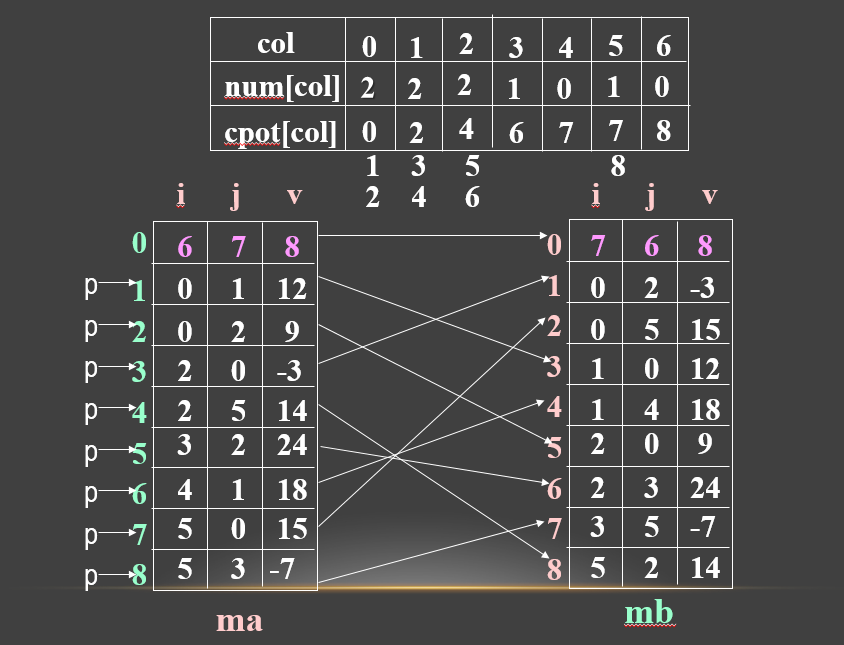 col 0 1 2 3 4 5 6
num[col] 2 2 2 1 0 1 0
cpot[col] 0 2 4 6 7 7 8
1 3 5 8
2 4 6
i j v i j v
0 6 7 8 0 7 6 8
p 1 0 1 12 1 0 2 -3
p 2 0 2 9 2 0 5 15
p 3 2 0 -3 3 1 0 12
p 4 2 5 14 4 1 4 18
p 5 3 2 24 5 2 0 9
p 6 4 1 18 6 2 3 24
p 7 5 0 15 7 3 5 -7
p 8 5 3 -7 8 5 2 14
ma mb